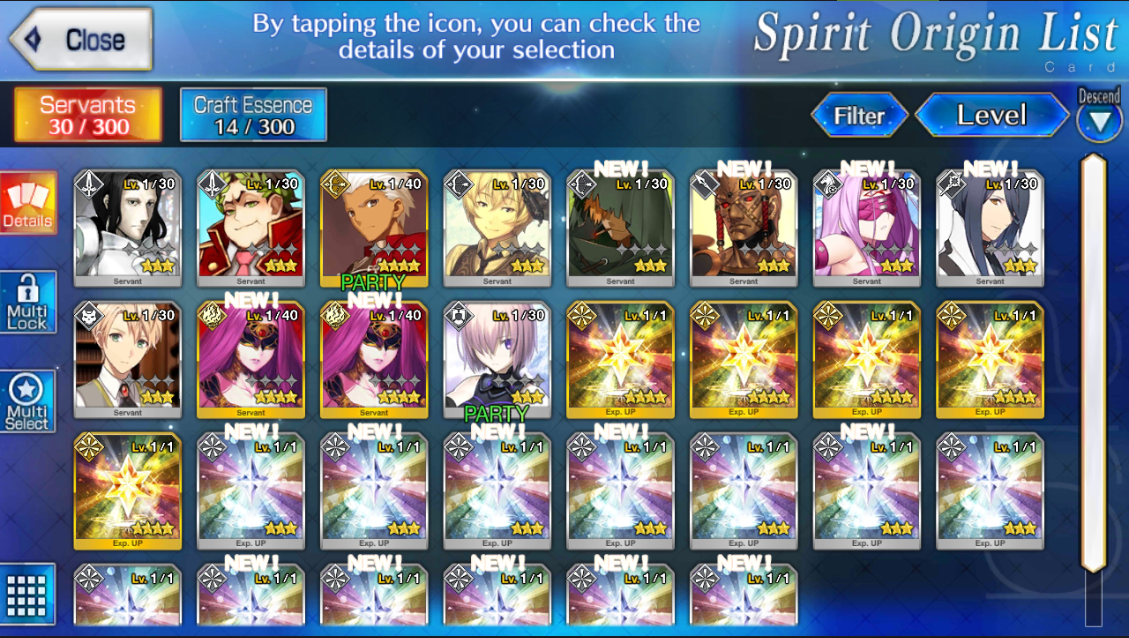 Close
By tapping the icon, you can check the
details of your selection
Spirit Origin List
Card
Servants
30 / 300
Craft Essence
14 / 300
Filter
Level
Descend
Details
Multi
Lock
Multi
Select
NEW! NEW! NEW! NEW!
Lv. 1/30 Lv. 1/30 Lv. 1/40 Lv. 1/30 Lv. 1/30 Lv. 1/30 Lv. 1/30 Lv. 1/30
Servant Servant PARTY Servant Servant Servant Servant Servant
NEW! NEW!
Lv. 1/30 Lv. 1/40 Lv. 1/40 Lv. 1/30 Lv. 1/1 Lv. 1/1 Lv. 1/1 Lv. 1/1
Servant Servant Servant PARTY Exp. UP Exp. UP Exp. UP Exp. UP
NEW! NEW! NEW! NEW! NEW!
Lv. 1/1 Lv. 1/1 Lv. 1/1 Lv. 1/1 Lv. 1/1 Lv. 1/1 Lv. 1/1 Lv. 1/1
Exp. UP Exp. UP Exp. UP Exp. UP Exp. UP Exp. UP Exp. UP Exp. UP
NEW! NEW! NEW! NEW! NEW!
Lv. 1/1 Lv. 1/1 Lv. 1/1 Lv. 1/1 Lv. 1/1 Lv. 1/1